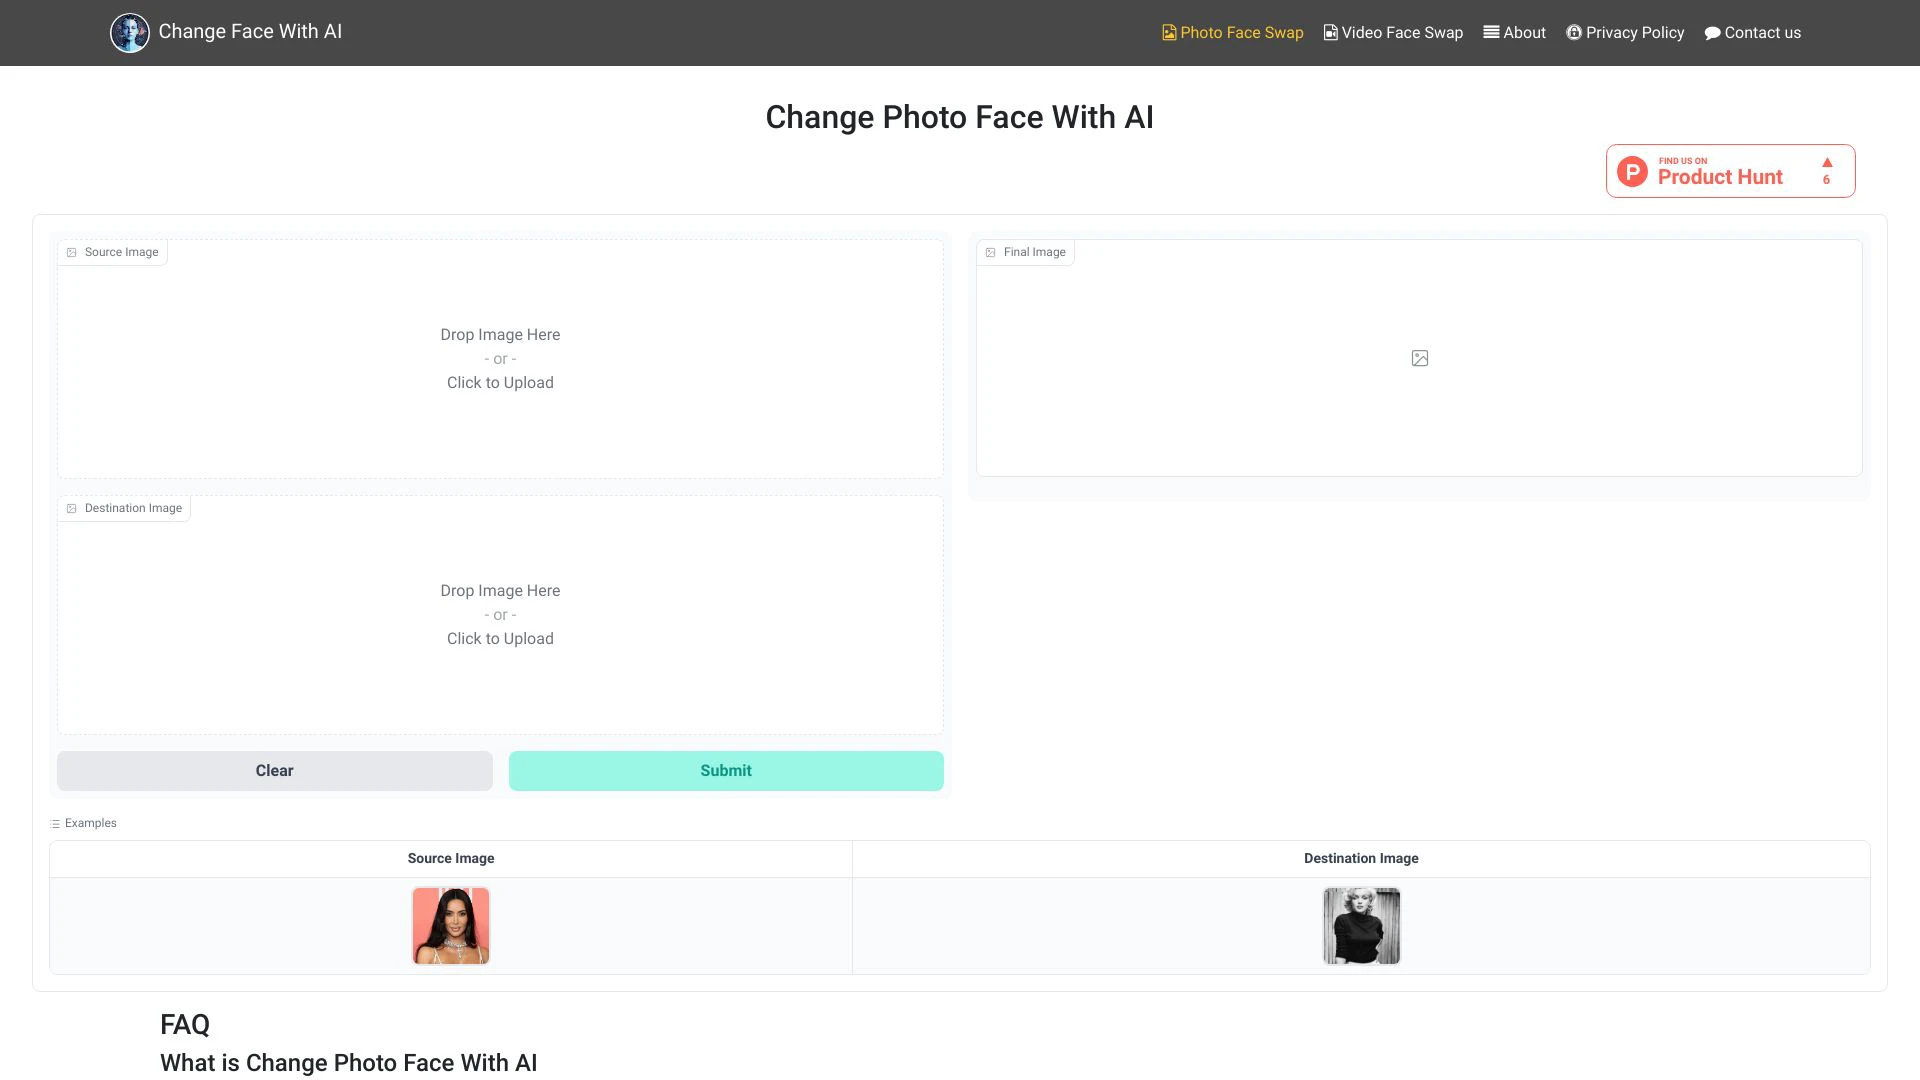 Change Face With AI
Photo Face Swap
Video Face Swap
About
Privacy Policy
Contact us
Change Photo Face With AI
FIND US ON
Product Hunt
6
Source Image
Drop Image Here
- or -
Click to Upload
Final Image
Destination Image
Drop Image Here
- or -
Click to Upload
Clear
Submit
Examples
Source Image
Destination Image
FAQ
What is Change Photo Face With AI